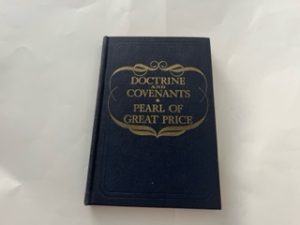 DOCTRINE
AND
COVENANTS
PEARL OF
GREAT PRICE